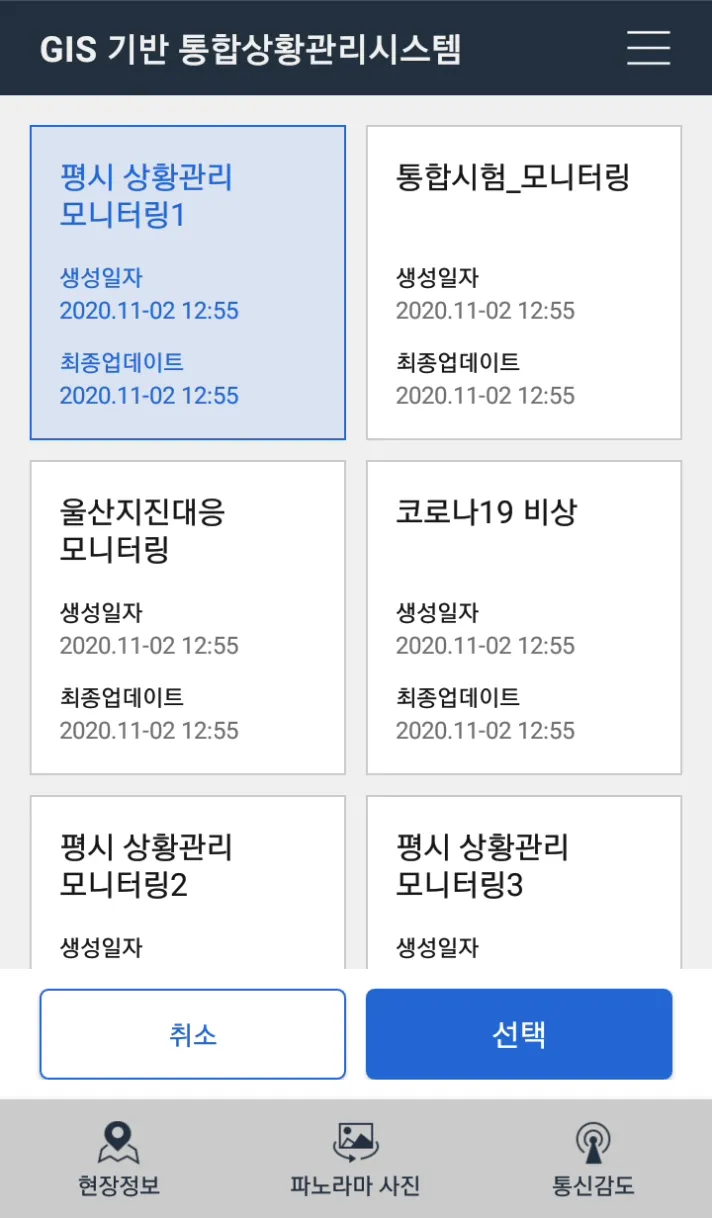 GIS 기반 통합상황관리시스템
평시 상황관리
모니터링1
생성일자
2020.11-02 12:55
최종업데이트
2020.11-02 12:55
통합시험_모니터링
생성일자
2020.11-02 12:55
최종업데이트
2020.11-02 12:55
울산지진대응
모니터링
생성일자
2020.11-02 12:55
최종업데이트
2020.11-02 12:55
코로나19 비상
생성일자
2020.11-02 12:55
최종업데이트
2020.11-02 12:55
평시 상황관리
모니터링2
생성일자
평시 상황관리
모니터링3
생성일자
취소
선택
현장정보
파노라마 사진
통신감도